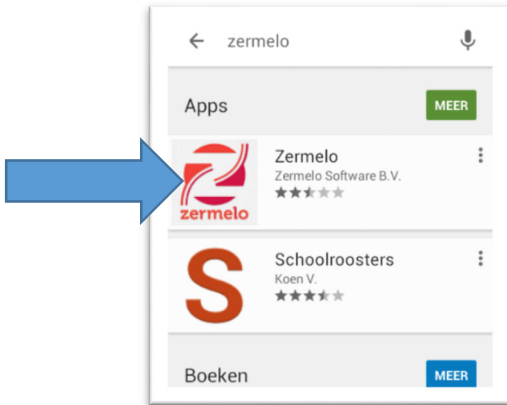 zermelo
Apps
MEER
Zermelo
Zermelo Software B.V.
zermelo
Schoolroosters
Koen V.
S
Boeken
MEER